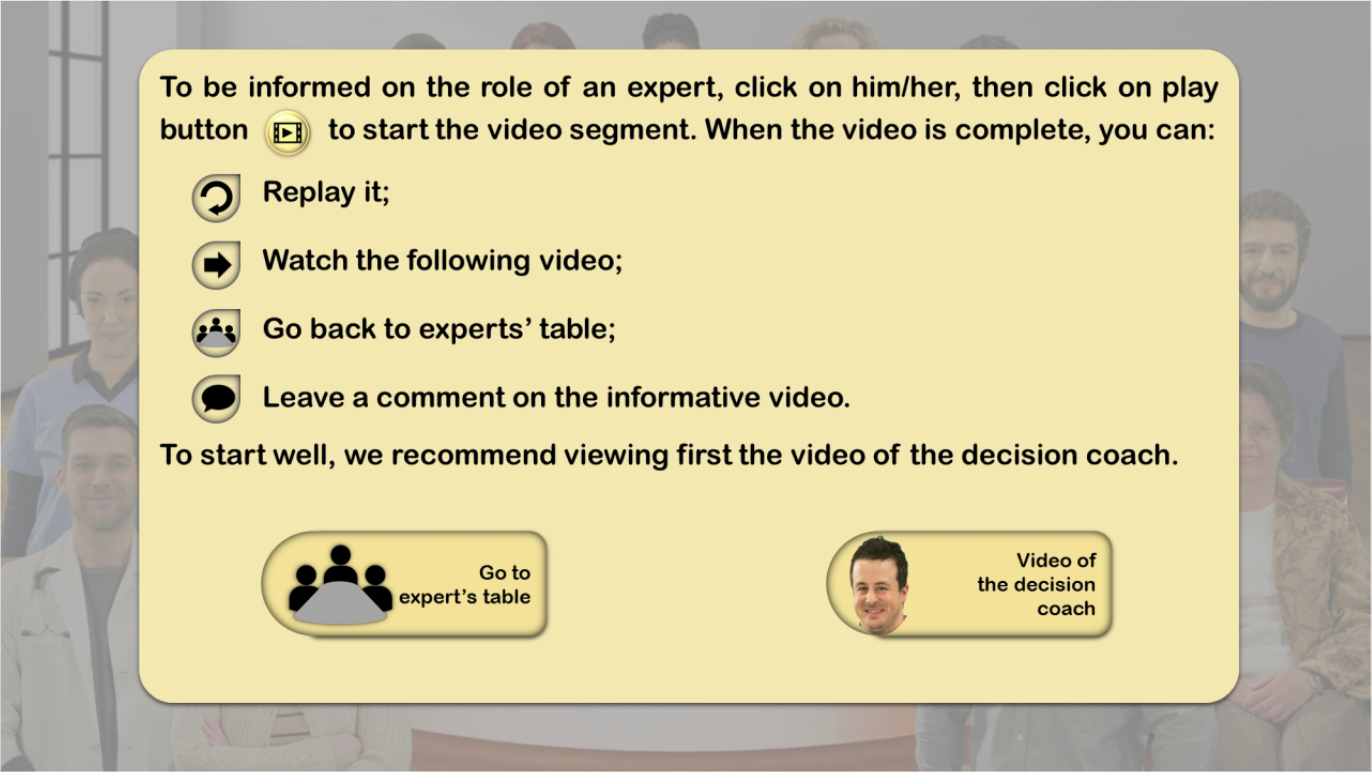 To be informed on the role of an expert, click on him/her, then click on play
button to start the video segment. When the video is complete, you can:
Replay it;
Watch the following video;
Go back to experts’ table;
Leave a comment on the informative video.
To start well, we recommend viewing first the video of the decision coach.
Go to
expert’s table
Video of
the decision
coach